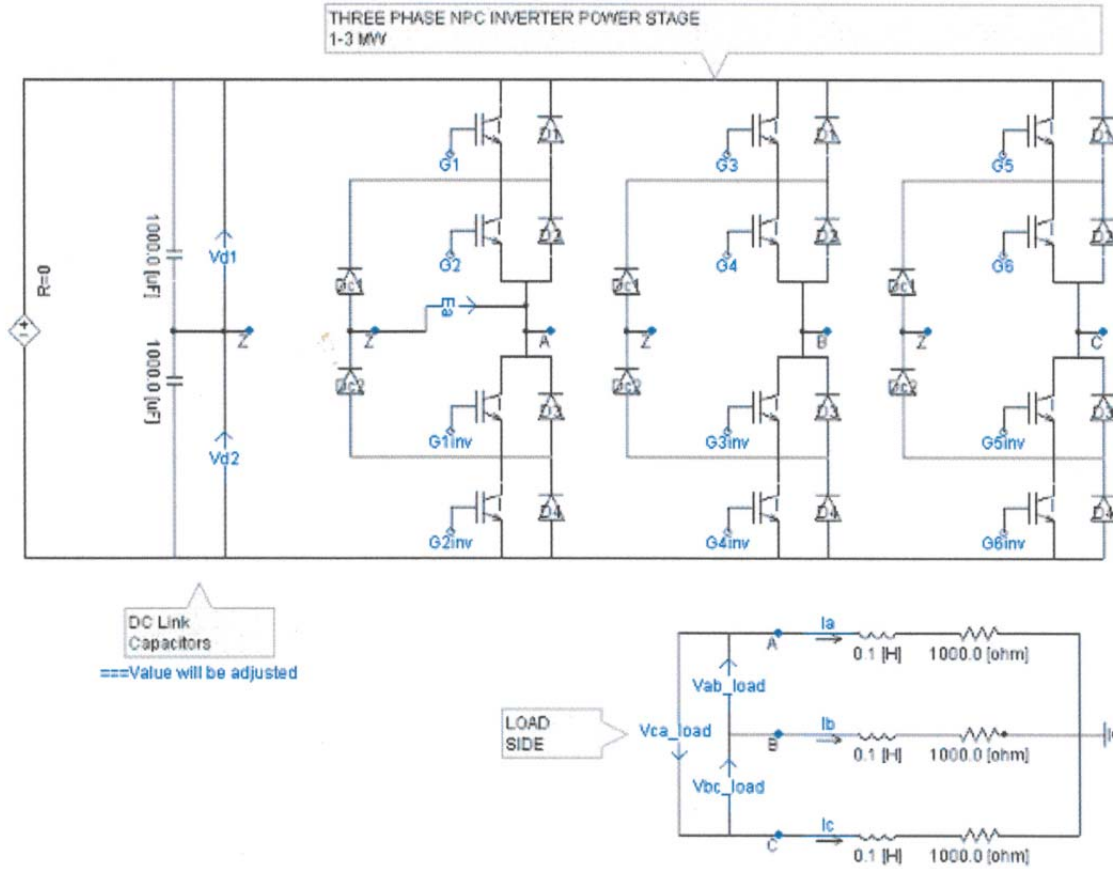 THREE PHASE NPC INVERTER POWER STAGE
1-3 MW
R=0
1000.0 [uF]
1000.0 [uF]
Vd1
Vd2
Z
G1
G2
D1
D2
Dc1
Ea
Z
A
Dc2
G1inv
G2inv
D3
D4
G3
G4
D1
D2
Dc1
Z
B
Dc2
G3inv
G4inv
D3
D4
G5
G6
D1
D2
Dc1
Z
C
Dc2
G5inv
G6inv
D3
D4
DC Link
Capacitors
===Value will be adjusted
LOAD
SIDE
Vca_load
Vab_load
Vbc_load
A
Ia
0.1 [H]
1000.0 [ohm]
B
Ib
0.1 [H]
1000.0 [ohm]
C
Ic
0.1 [H]
1000.0 [ohm]